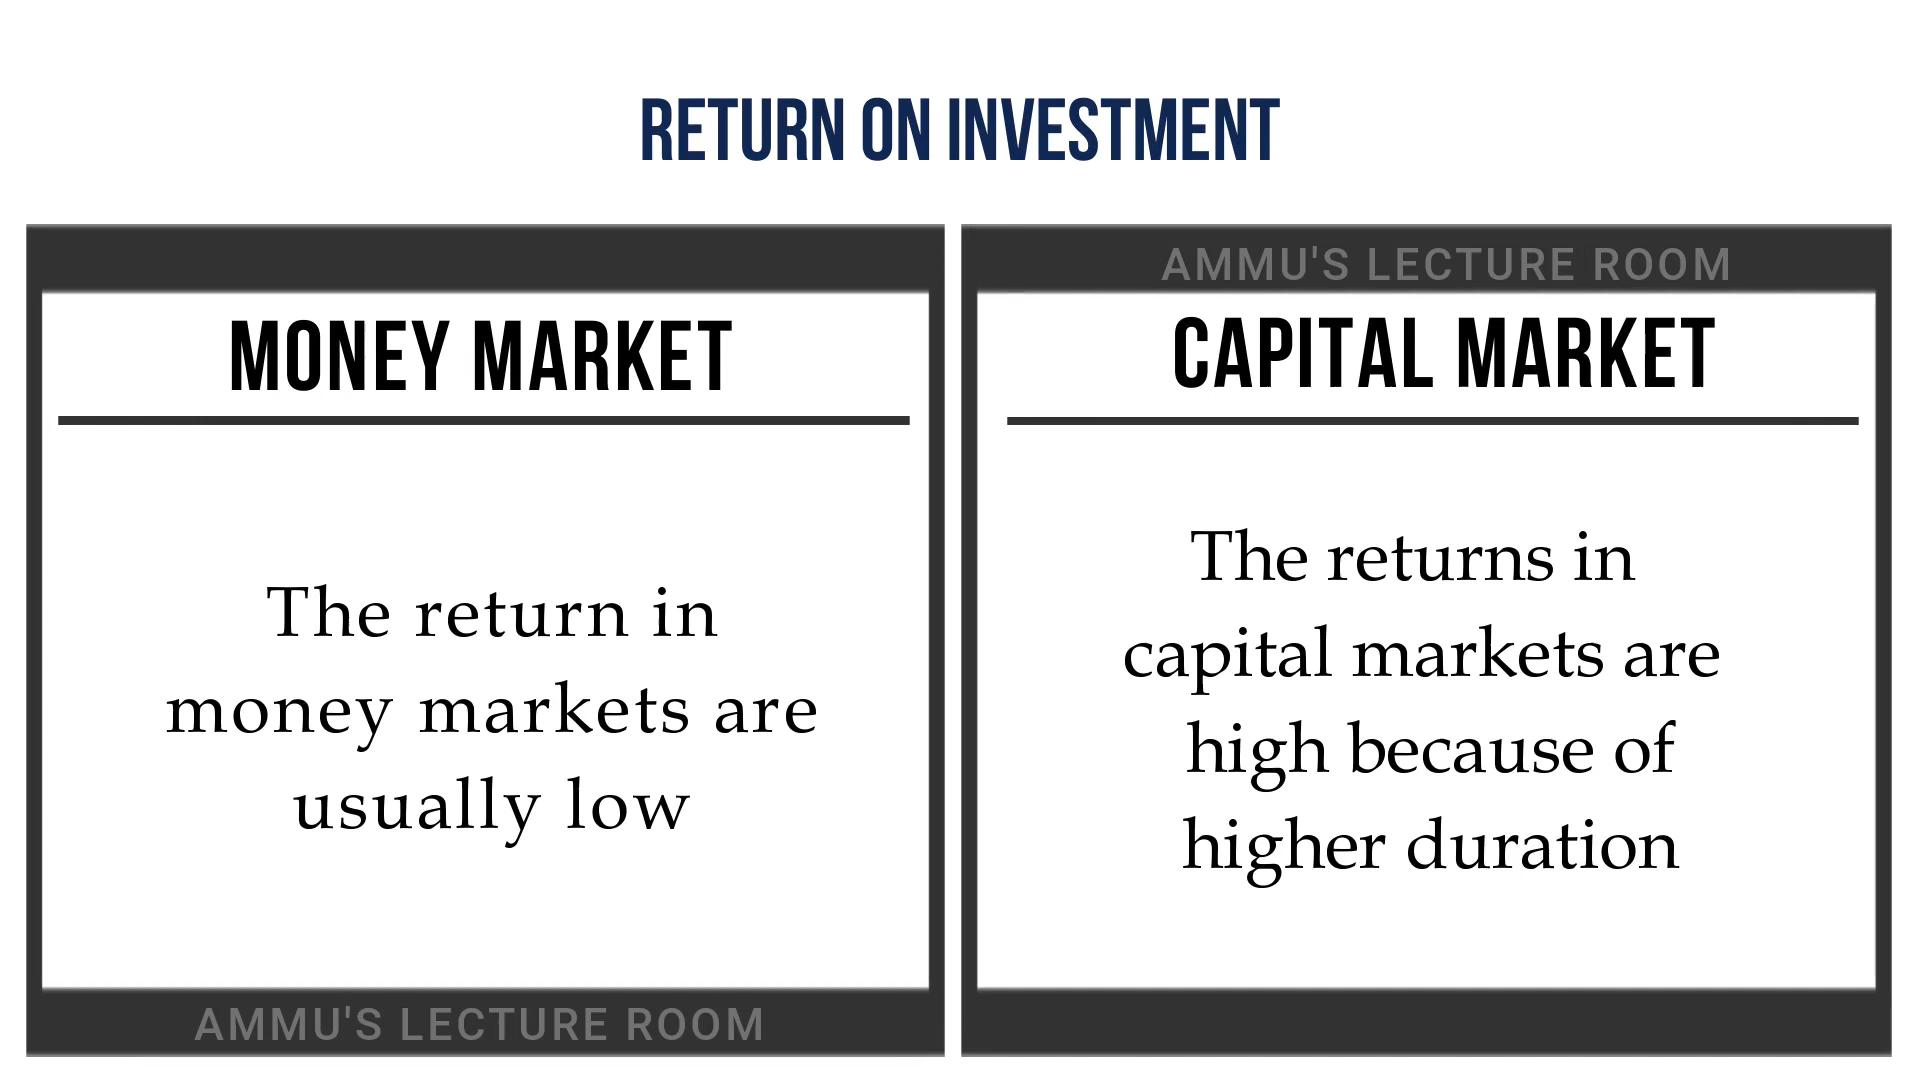 RETURN ON INVESTMENT
MONEY MARKET
The return in
money markets are
usually low
AMMU'S LECTURE ROOM
AMMU'S LECTURE ROOM
CAPITAL MARKET
The returns in
capital markets are
high because of
higher duration